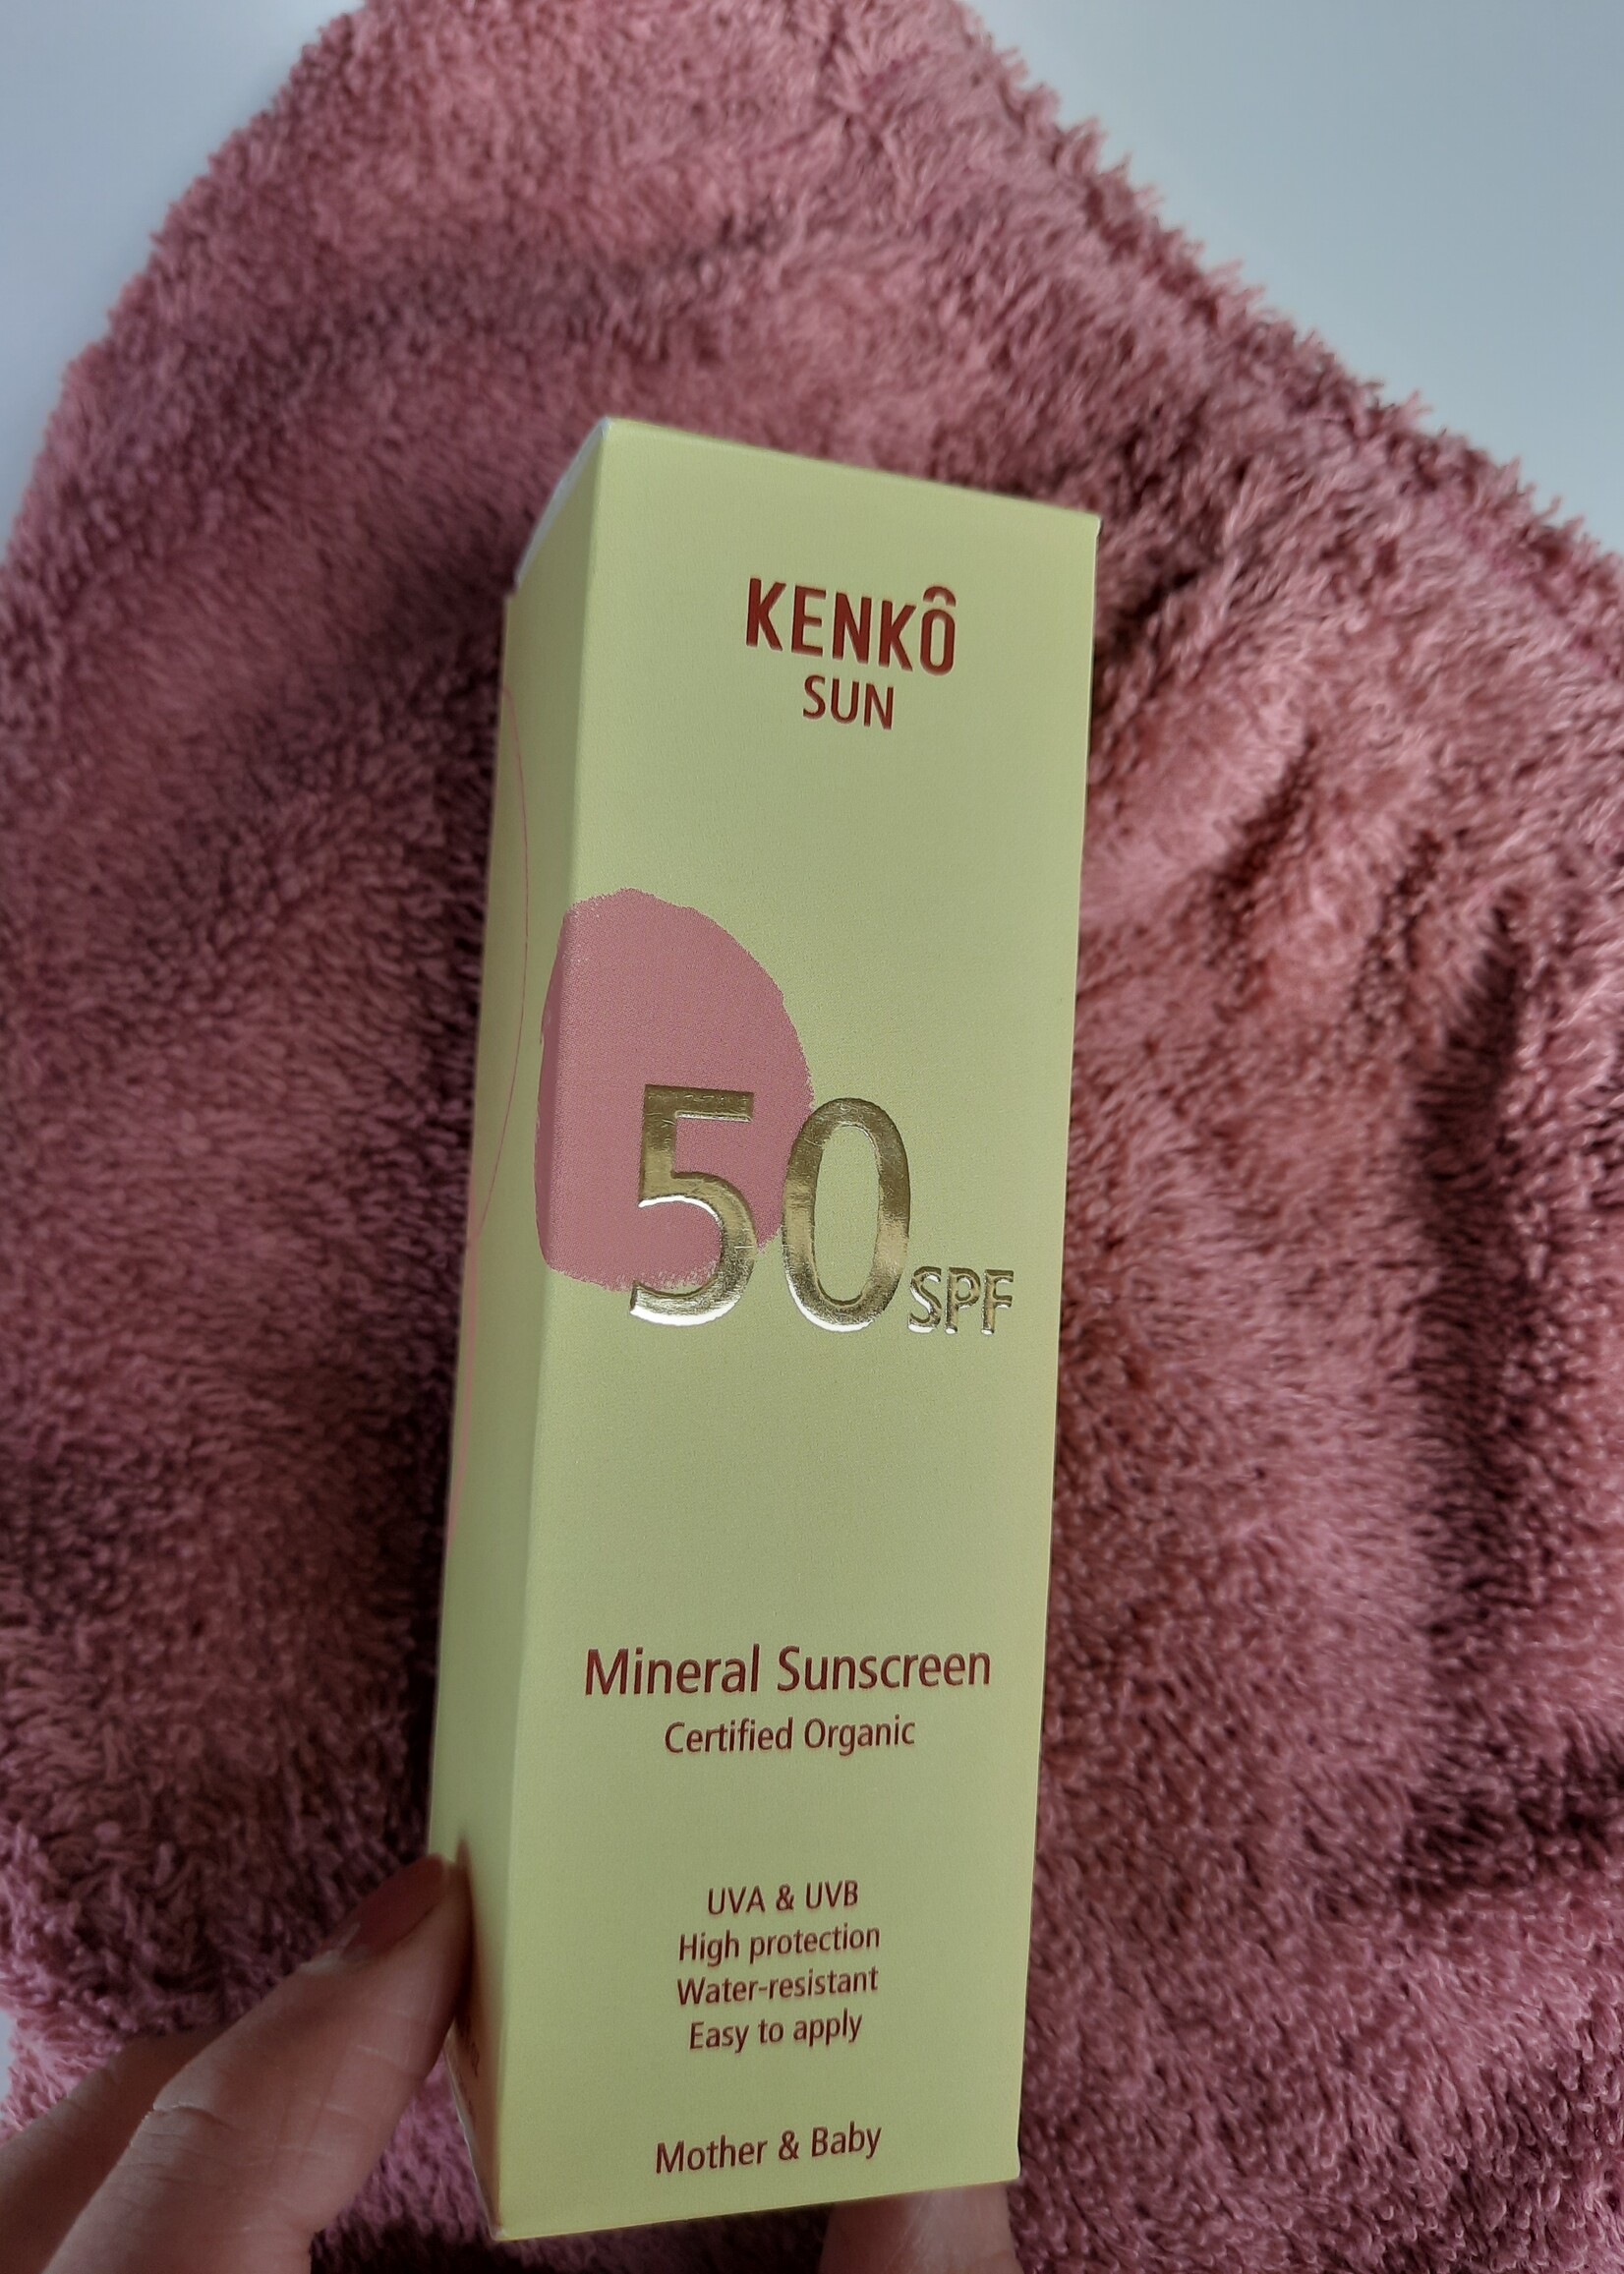 KENKÔ
SUN
50 SPF
Mineral Sunscreen
Certified Organic
UVA & UVB
High protection
Water-resistant
Easy to apply
Mother & Baby